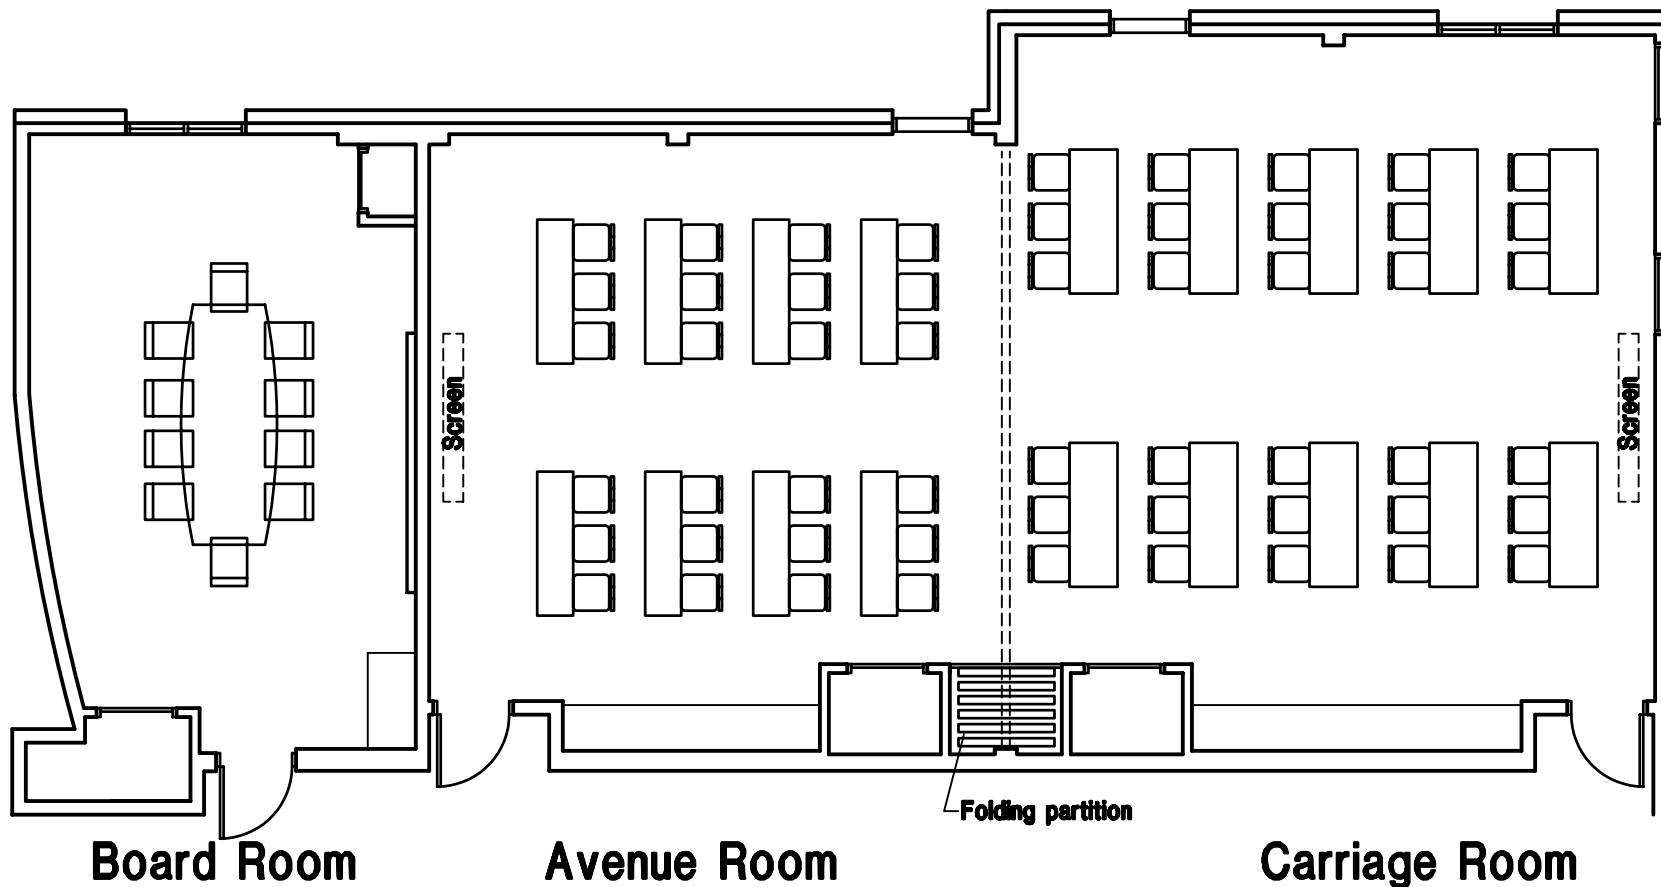 Screen
Screen
Folding partition
Board Room
Avenue Room
Carriage Room